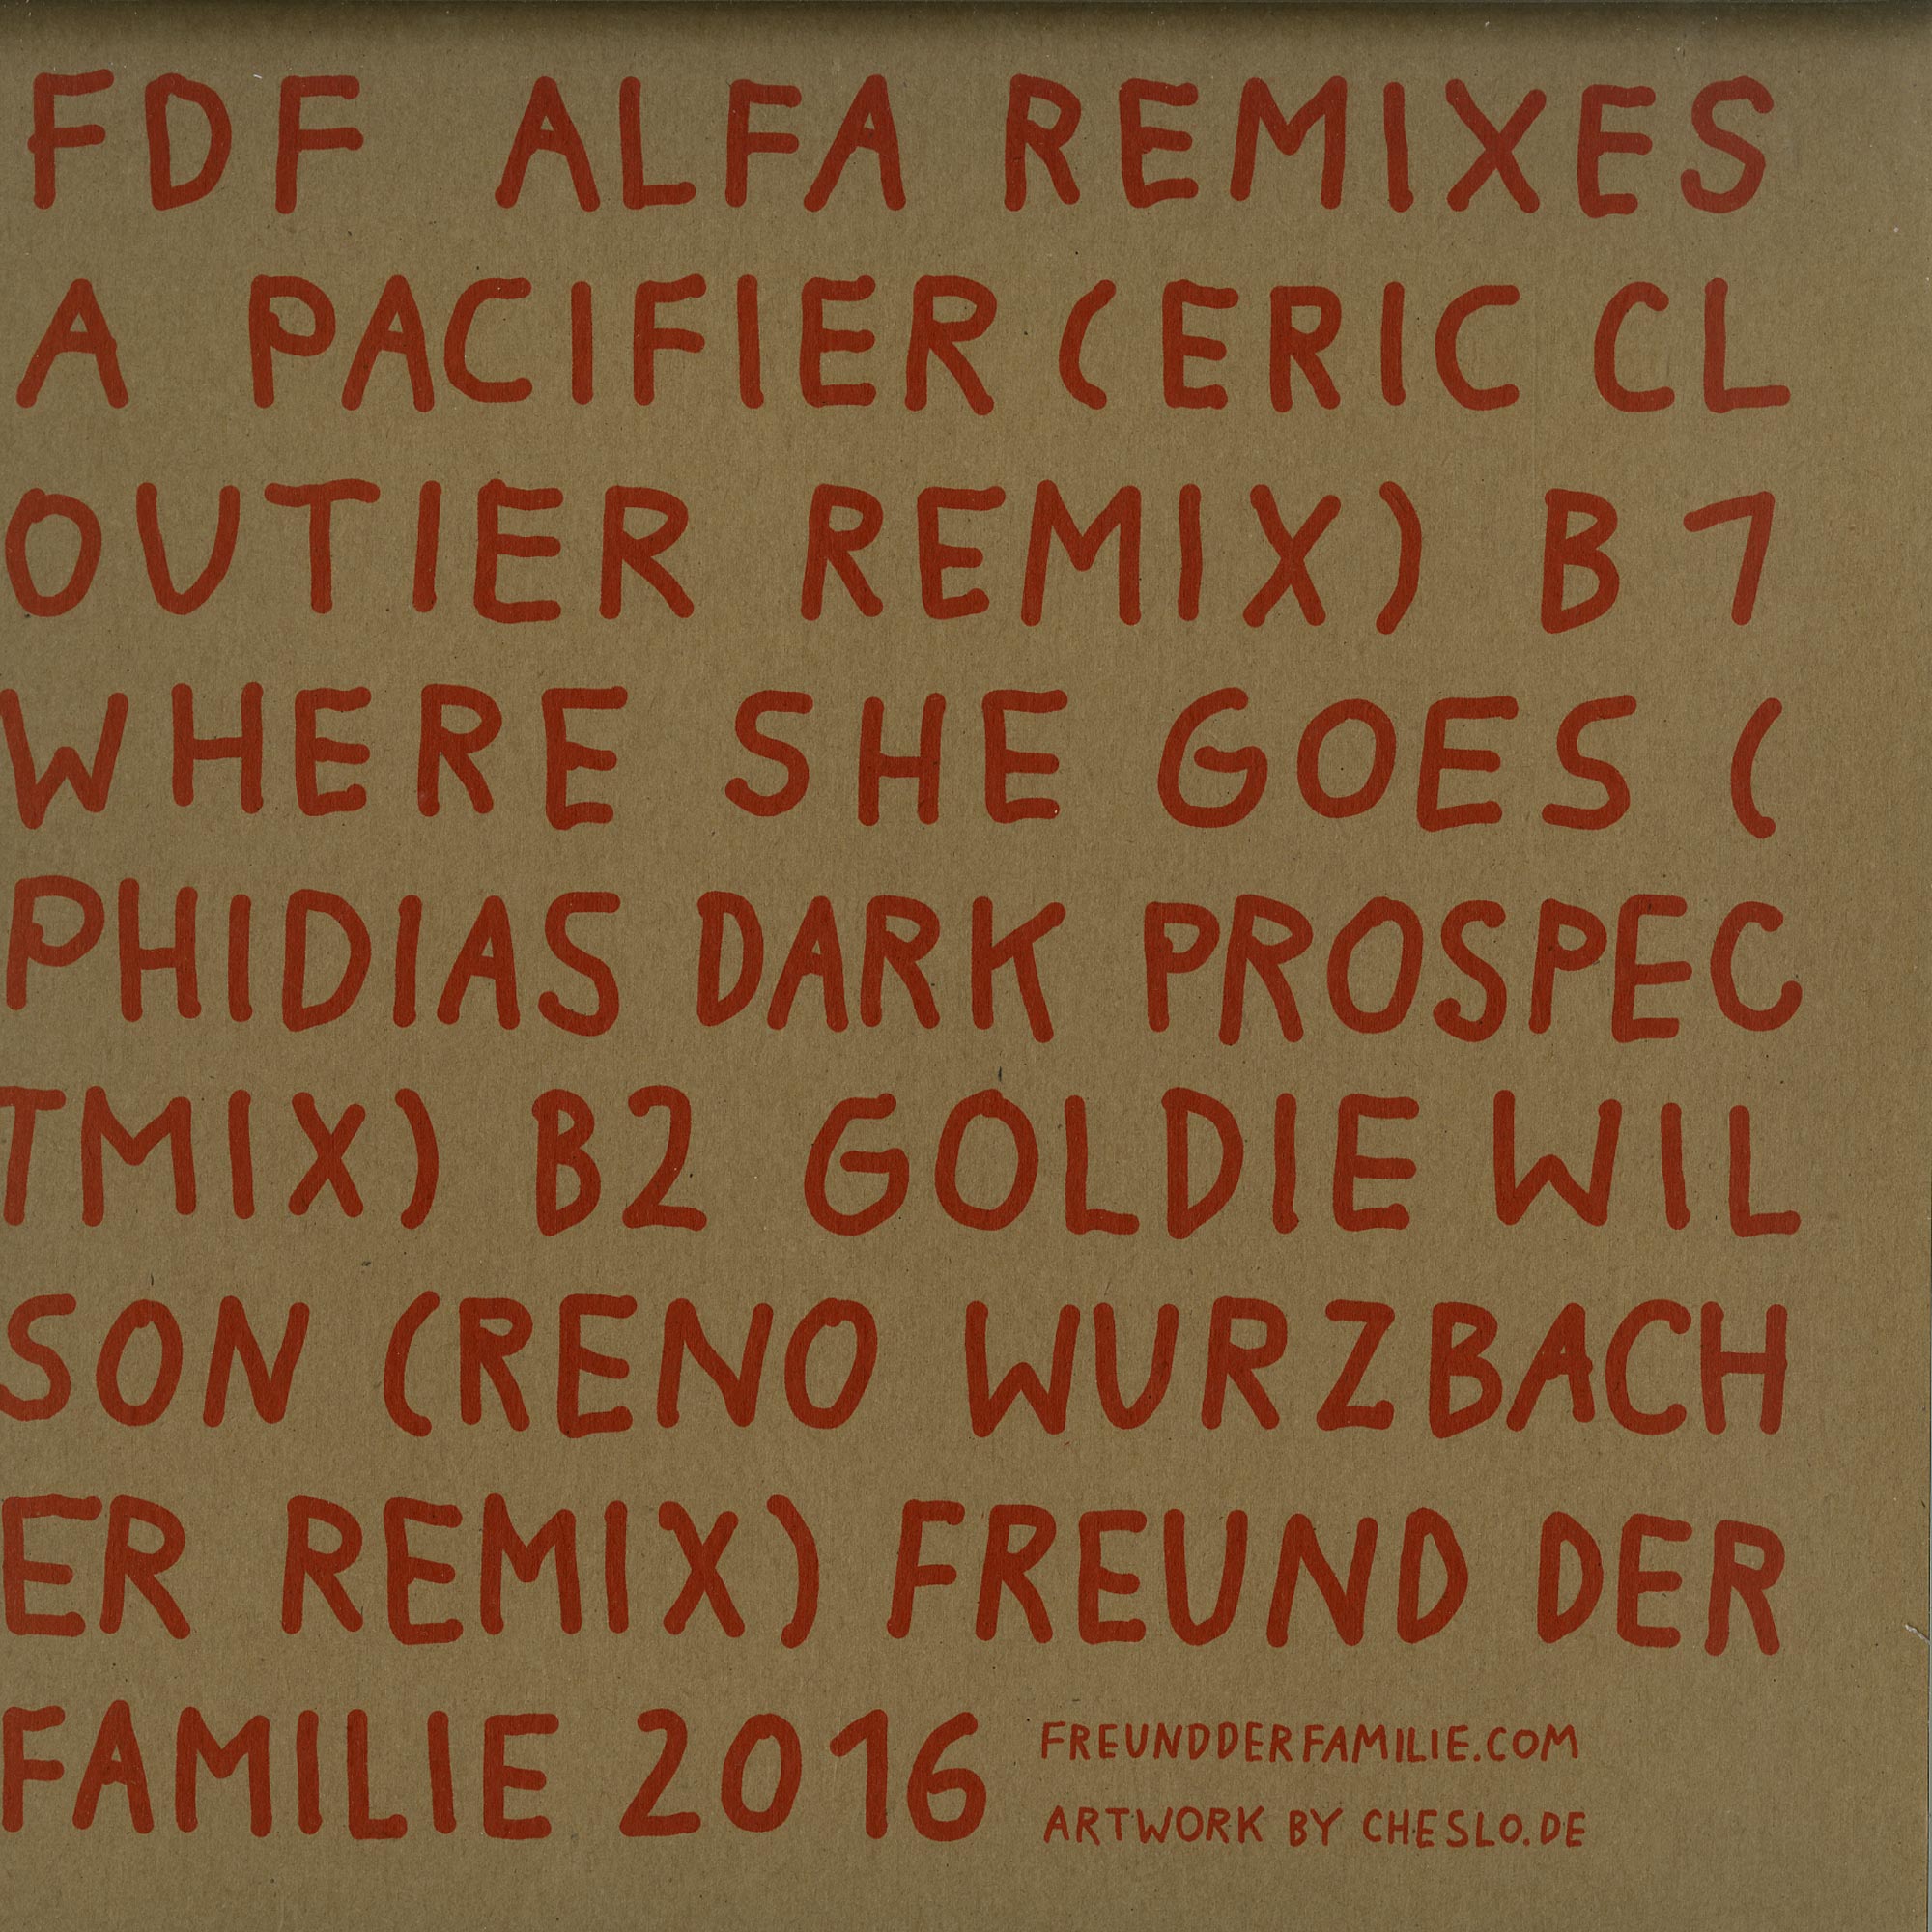 FDF ALFA REMIXES
A PACIFIER (ERIC CL
OUTIER REMIX) B1
WHERE SHE GOES (
PHIDIAS DARK PROSPEC
TMIX) B2 GOLDIE WIL
SON (RENO WURZBACH
ER REMIX) FREUND DER
FAMILIE 2016
FREUNDDERFAMILIE.COM
ARTWORK BY CHESLO.DE